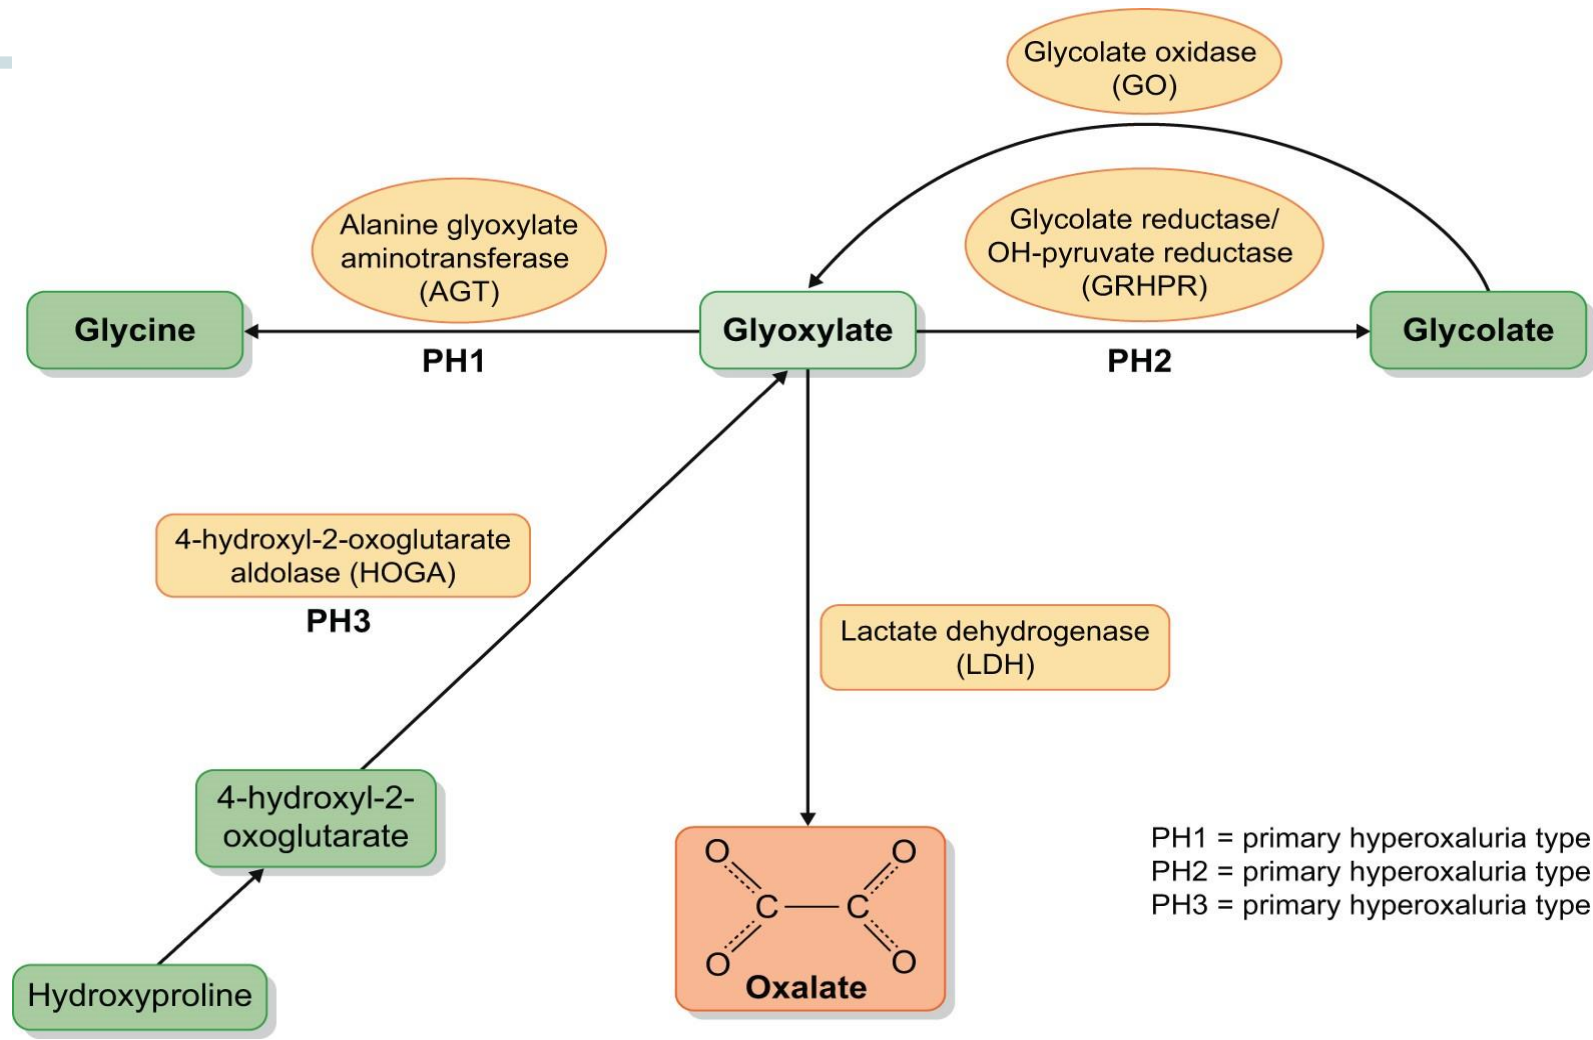 Glycolate oxidase
(GO)
Alanine glyoxylate
aminotransferase
(AGT)
Glycolate reductase/
OH-pyruvate reductase
(GRHPR)
Glycine
Glyoxylate
Glycolate
PH1
PH2
4-hydroxyl-2-oxoglutarate
aldolase (HOGA)
PH3
Lactate dehydrogenase
(LDH)
4-hydroxyl-2-
oxoglutarate
Hydroxyproline
O O
C C
O O
Oxalate
PH1 = primary hyperoxaluria type
PH2 = primary hyperoxaluria type
PH3 = primary hyperoxaluria type